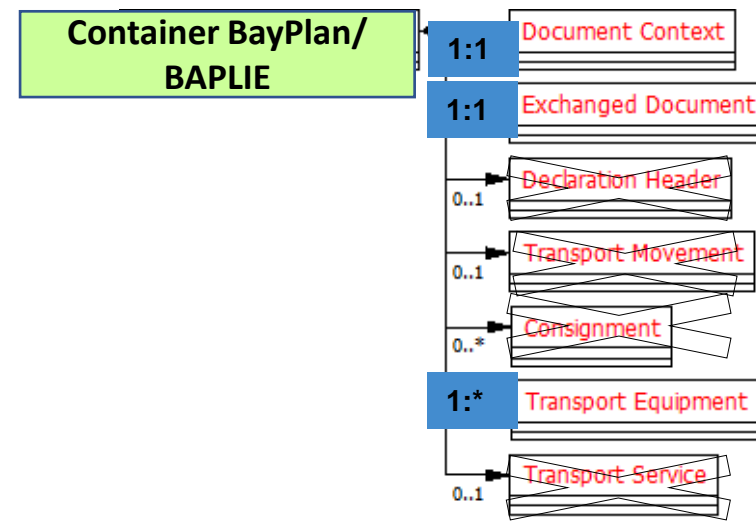 Container BayPlan/
BAPLIE
1:1 Document Context
1:1 Exchanged Document
Declaration Header
0..1
Transport Movement
0..1
Consignment
0..*
1:* Transport Equipment
Transport Service
0..1